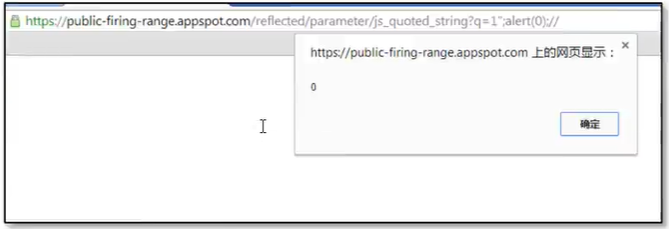 https://public-firing-range.appspot.com/reflected/parameter/js_quoted_string?q=1";alert(0);//
https://public-firing-range.appspot.com 上的网页显示：
0
确定